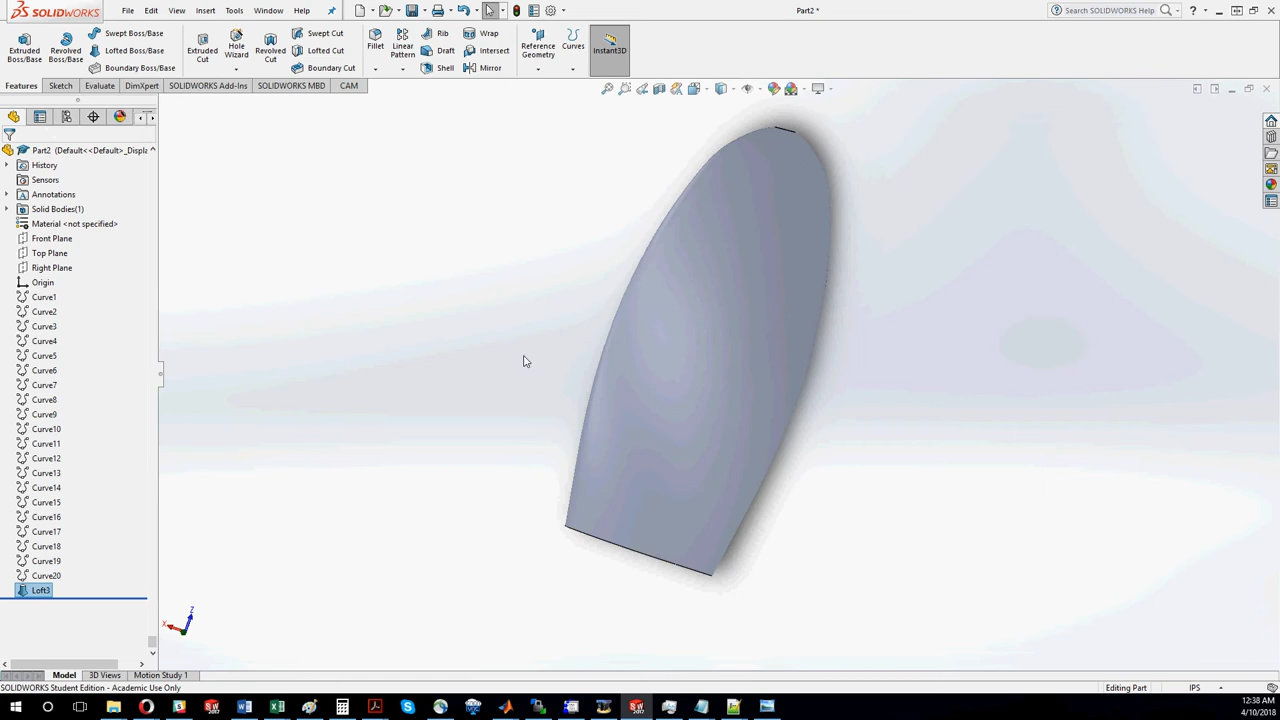 SOLIDWORKS
File Edit View Insert Tools Window Help
Part2 *
Search SOLIDWORKS Help
Extruded Boss/Base
Revolved Boss/Base
Swept Boss/Base
Lofted Boss/Base
Boundary Boss/Base
Extruded Cut
Hole Wizard
Revolved Cut
Swept Cut
Lofted Cut
Boundary Cut
Fillet
Linear Pattern
Rib
Draft
Shell
Wrap
Intersect
Mirror
Reference Geometry
Curves
Instant3D
Features Sketch Evaluate DimXpert SOLIDWORKS Add-Ins SOLIDWORKS MBD CAM
Part2 (Default<<Default>_Displa
History
Sensors
Annotations
Solid Bodies(1)
Material <not specified>
Front Plane
Top Plane
Right Plane
Origin
Curve1
Curve2
Curve3
Curve4
Curve5
Curve6
Curve7
Curve8
Curve9
Curve10
Curve11
Curve12
Curve13
Curve14
Curve15
Curve16
Curve17
Curve18
Curve19
Curve20
Loft3
Z
X
Model 3D Views Motion Study 1
SOLIDWORKS Student Edition - Academic Use Only
Editing Part
IPS
12:38 AM
4/10/2018